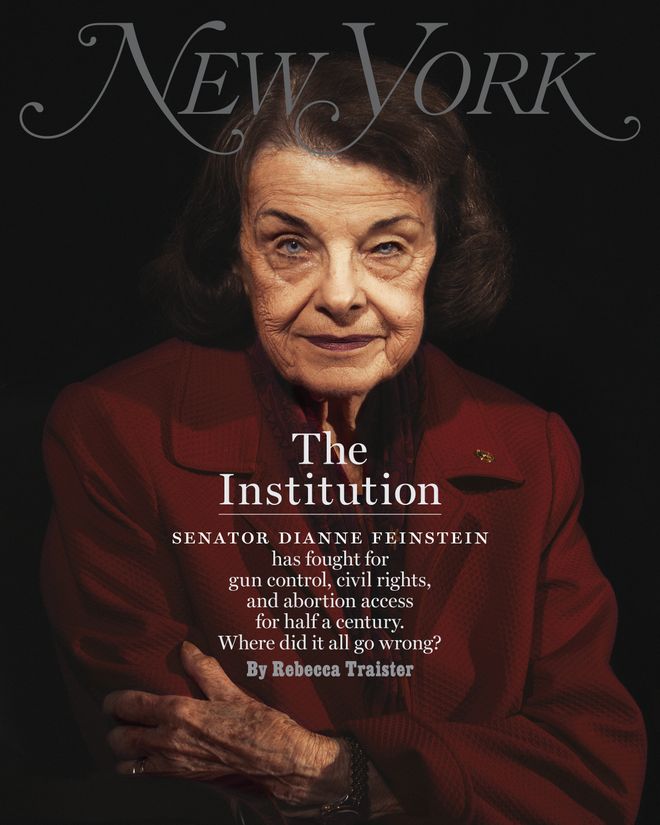 NEW YORK
The
Institution
SENATOR DIANNE FEINSTEIN
has fought for
gun control, civil rights,
and abortion access
for half a century.
Where did it all go wrong?
By Rebecca Traister